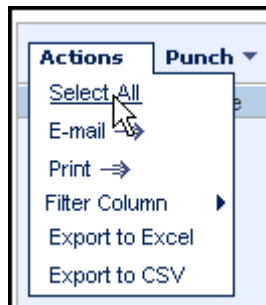 Actions Punch
Select All
E-mail
Print
Filter Column
Export to Excel
Export to CSV